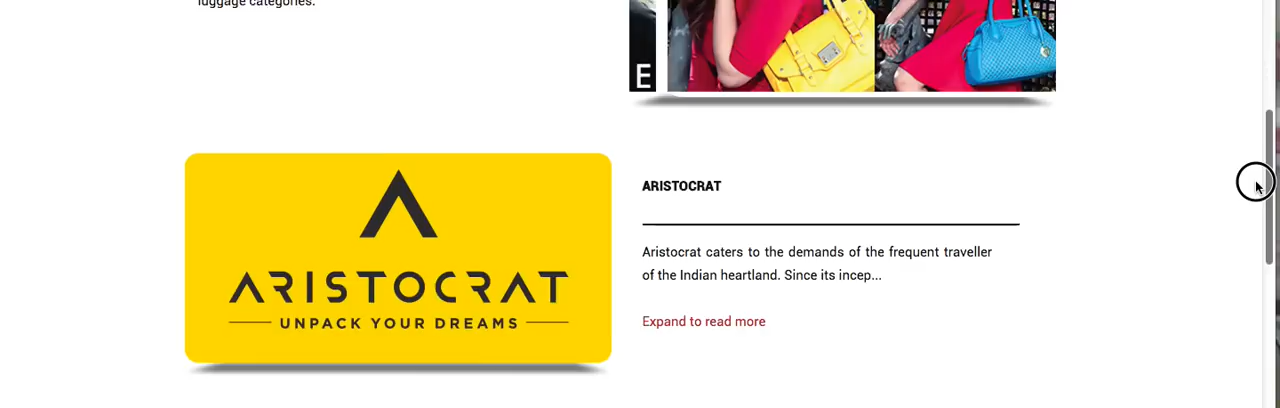 luggage categories.
E
ARISTOCRAT
UNPACK YOUR DREAMS
ARISTOCRAT
Aristocrat caters to the demands of the frequent traveller
of the Indian heartland. Since its incep...
Expand to read more